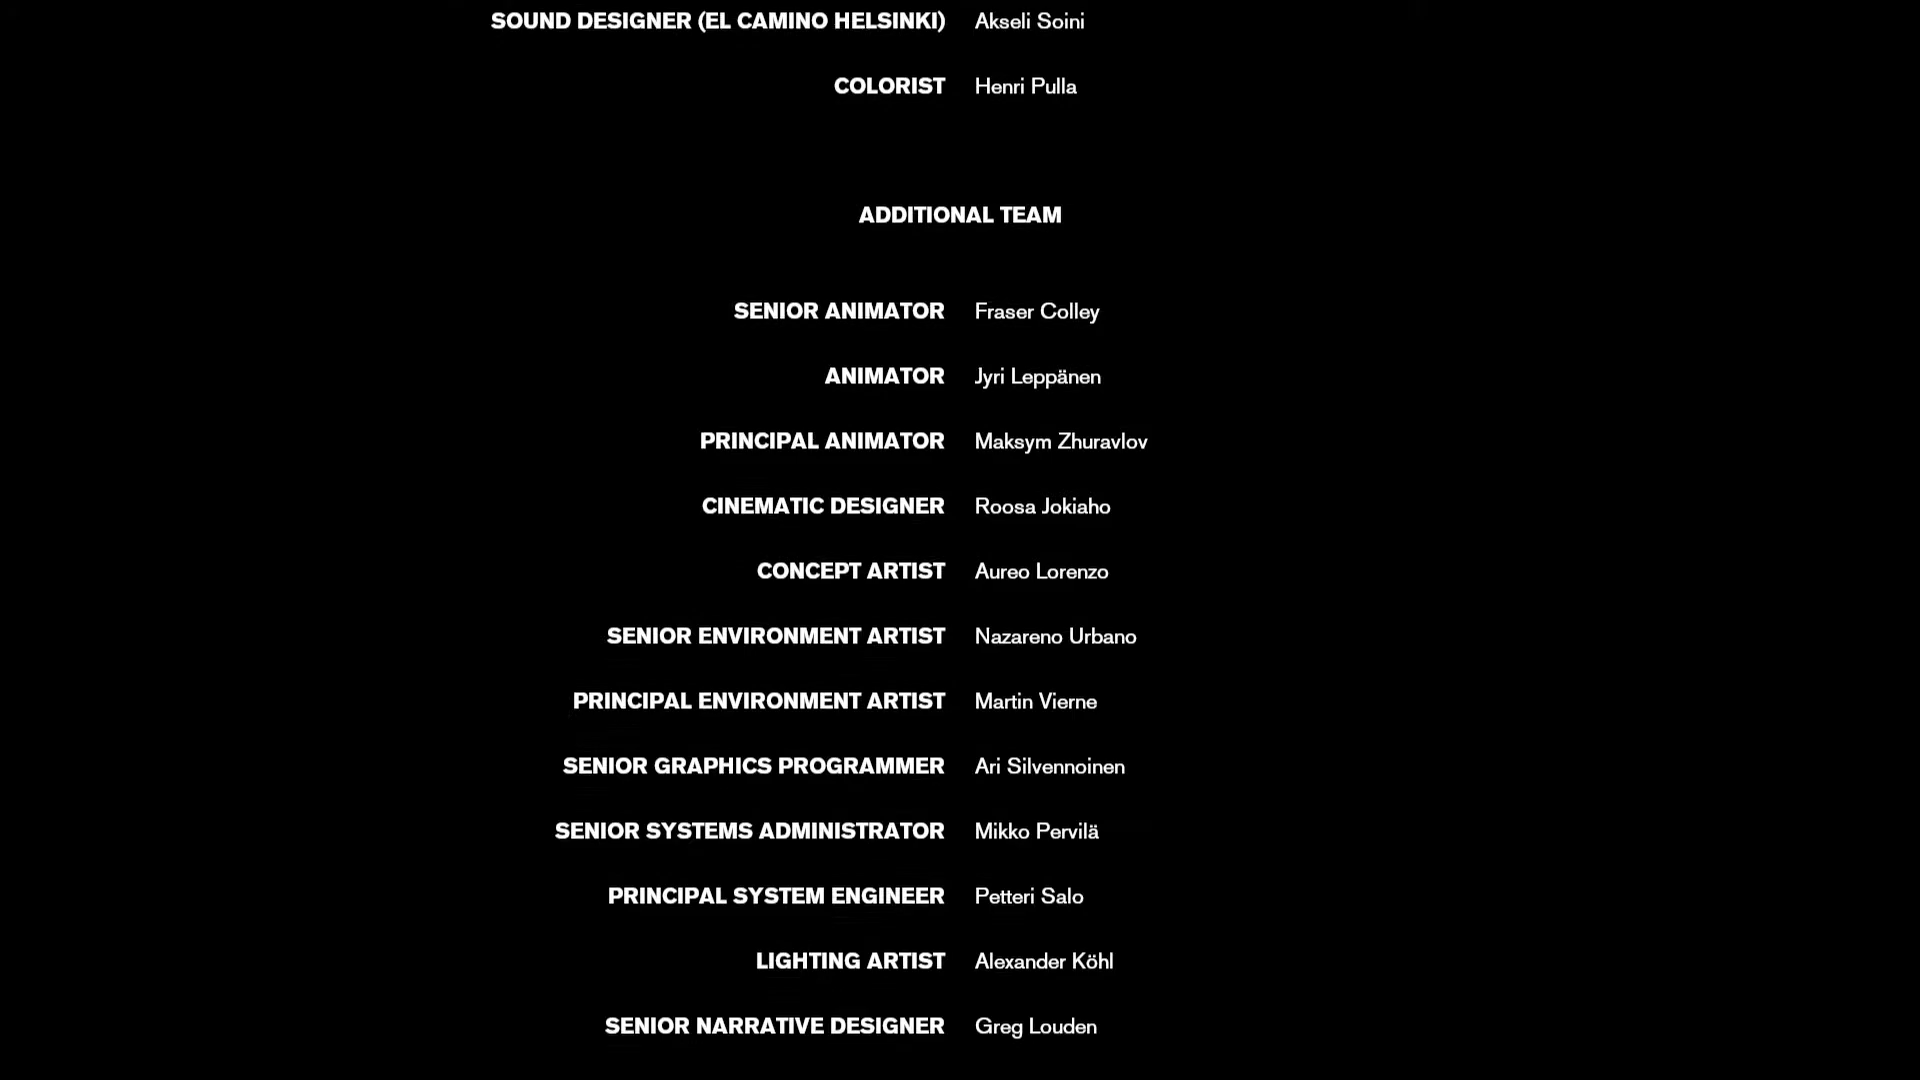 SOUND DESIGNER (EL CAMINO HELSINKI) Akseli Soini
COLORIST Henri Pulla
ADDITIONAL TEAM
SENIOR ANIMATOR Fraser Colley
ANIMATOR Jyri Leppänen
PRINCIPAL ANIMATOR Maksym Zhuravlov
CINEMATIC DESIGNER Roosa Jokiaho
CONCEPT ARTIST Aureo Lorenzo
SENIOR ENVIRONMENT ARTIST Nazareno Urbano
PRINCIPAL ENVIRONMENT ARTIST Martin Vierne
SENIOR GRAPHICS PROGRAMMER Ari Silvennoinen
SENIOR SYSTEMS ADMINISTRATOR Mikko Pervilä
PRINCIPAL SYSTEM ENGINEER Petteri Salo
LIGHTING ARTIST Alexander Köhl
SENIOR NARRATIVE DESIGNER Greg Louden